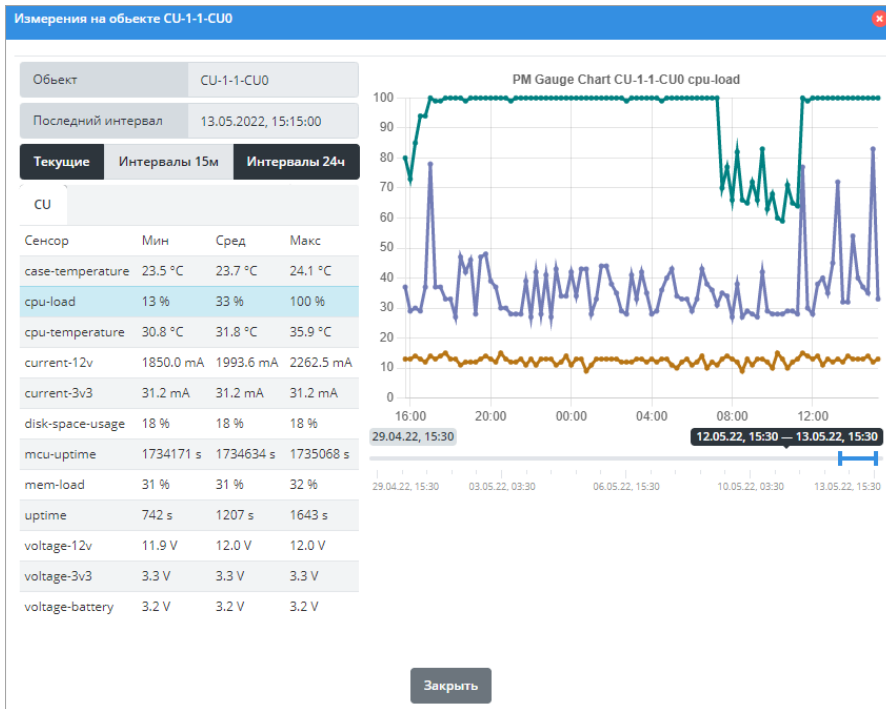 Измерения на обьекте CU-1-1-CU0
Обьект CU-1-1-CU0
Последний интервал 13.05.2022, 15:15:00
Текущие Интервалы 15м Интервалы 24ч
CU
Сенсор Мин Сред Макс
case-temperature 23.5 °C 23.7 °C 24.1 °C
cpu-load 13 % 33 % 100 %
cpu-temperature 30.8 °C 31.8 °C 35.9 °C
current-12v 1850.0 mA 1993.6 mA 2262.5 mA
current-3v3 31.2 mA 31.2 mA 31.2 mA
disk-space-usage 18 % 18 % 18 %
mcu-uptime 1734171 s 1734634 s 1735068 s
mem-load 31 % 31 % 32 %
uptime 742 s 1207 s 1643 s
voltage-12v 11.9 V 12.0 V 12.0 V
voltage-3v3 3.3 V 3.3 V 3.3 V
voltage-battery 3.2 V 3.2 V 3.2 V
PM Gauge Chart CU-1-1-CU0 cpu-load
100
90
80
70
60
50
40
30
20
10
0
16:00 20:00 00:00 04:00 08:00 12:00
29.04.22, 15:30 12.05.22, 15:30 — 13.05.22, 15:30
29.04.22, 15:30 03.05.22, 03:30 06.05.22, 15:30 10.05.22, 03:30 13.05.22, 15:30
Закрыть